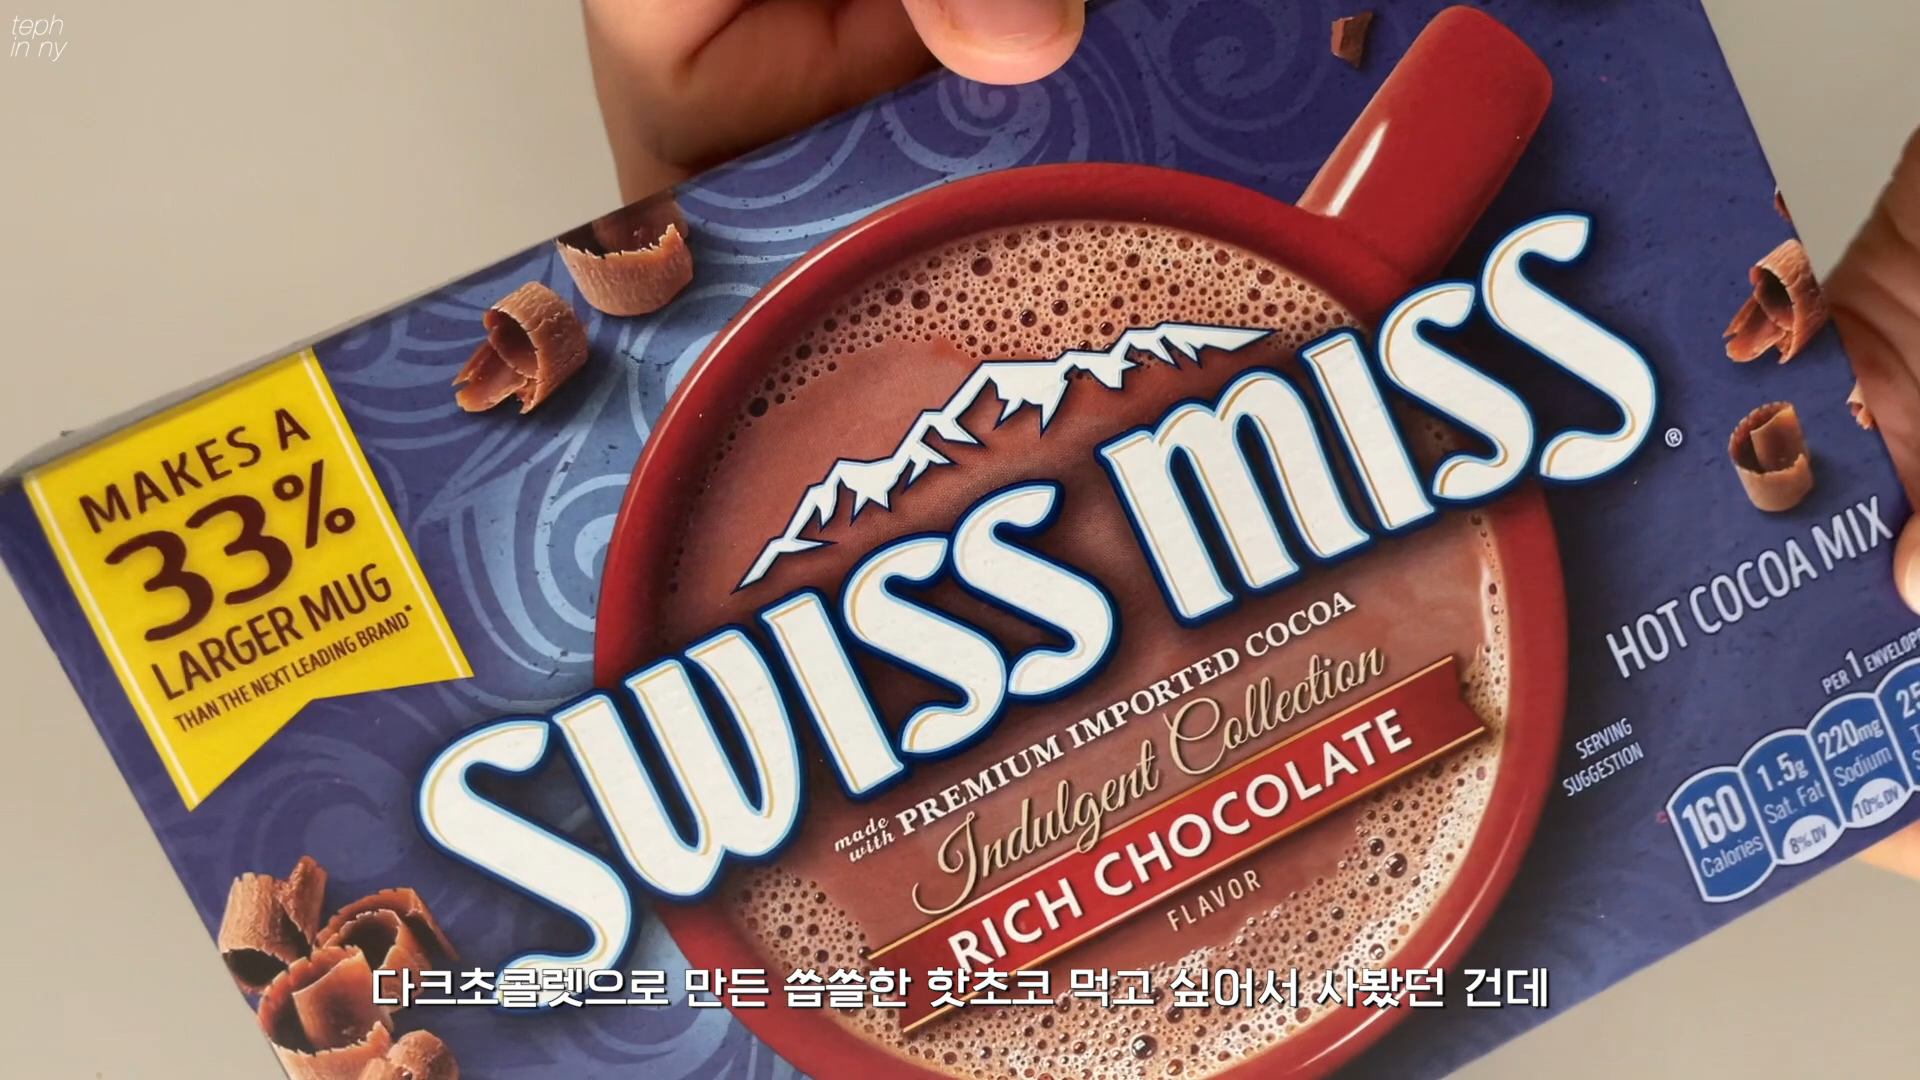 teph
in ny
MAKES A
33%
LARGER MUG
THAN THE NEXT LEADING BRAND*
SWISS MISS®
made with PREMIUM IMPORTED COCOA
Indulgent Collection
RICH CHOCOLATE
FLAVOR
HOT COCOA MIX
PER 1 ENVELOPE
SERVING
SUGGESTION
160
Calories
1.5g
Sat. Fat
8% DV
220mg
Sodium
10% DV
다크초콜렛으로 만든 씁쓸한 핫초코 먹고 싶어서 사봤던 건데